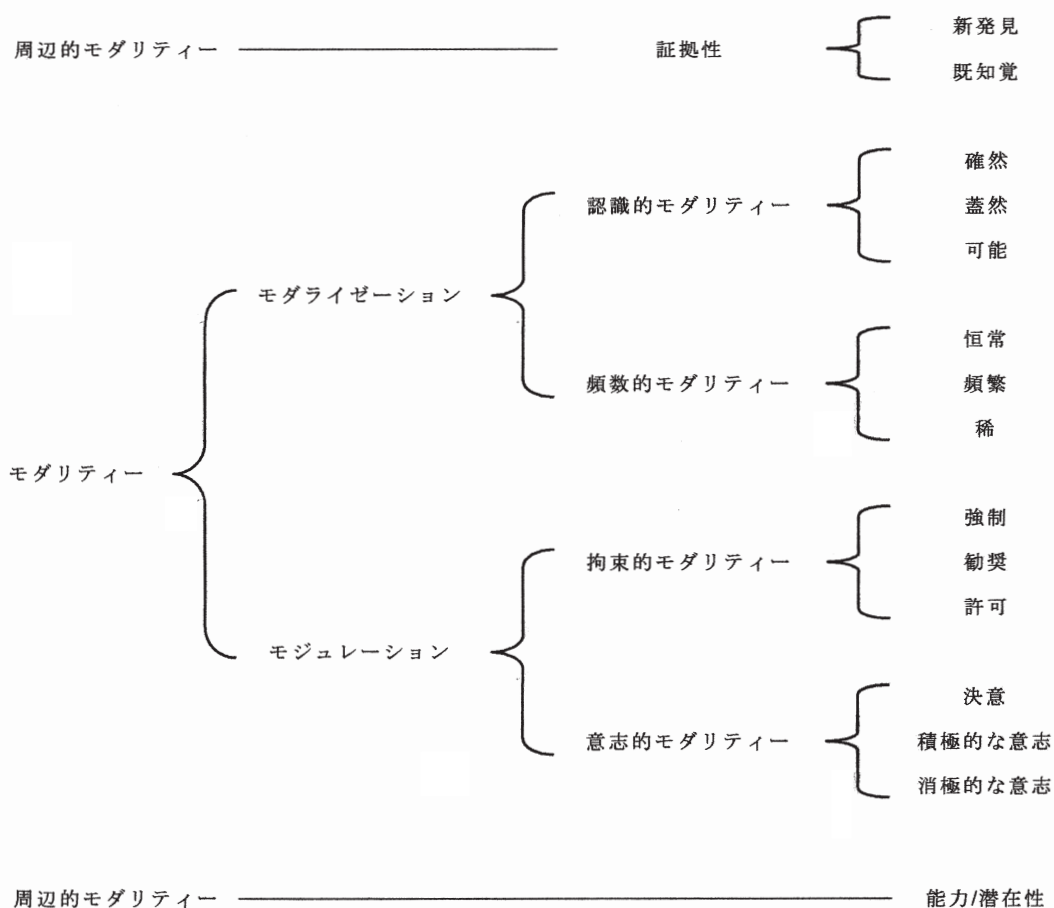 周辺的モダリティー
証拠性
新発見
既知覚
モダリティー
モダライゼーション
認識的モダリティー
確然
蓋然
可能
頻数的モダリティー
恒常
頻繁
稀
モジュレーション
拘束的モダリティー
強制
勧奨
許可
意志的モダリティー
決意
積極的な意志
消極的な意志
周辺的モダリティー
能力/潜在性